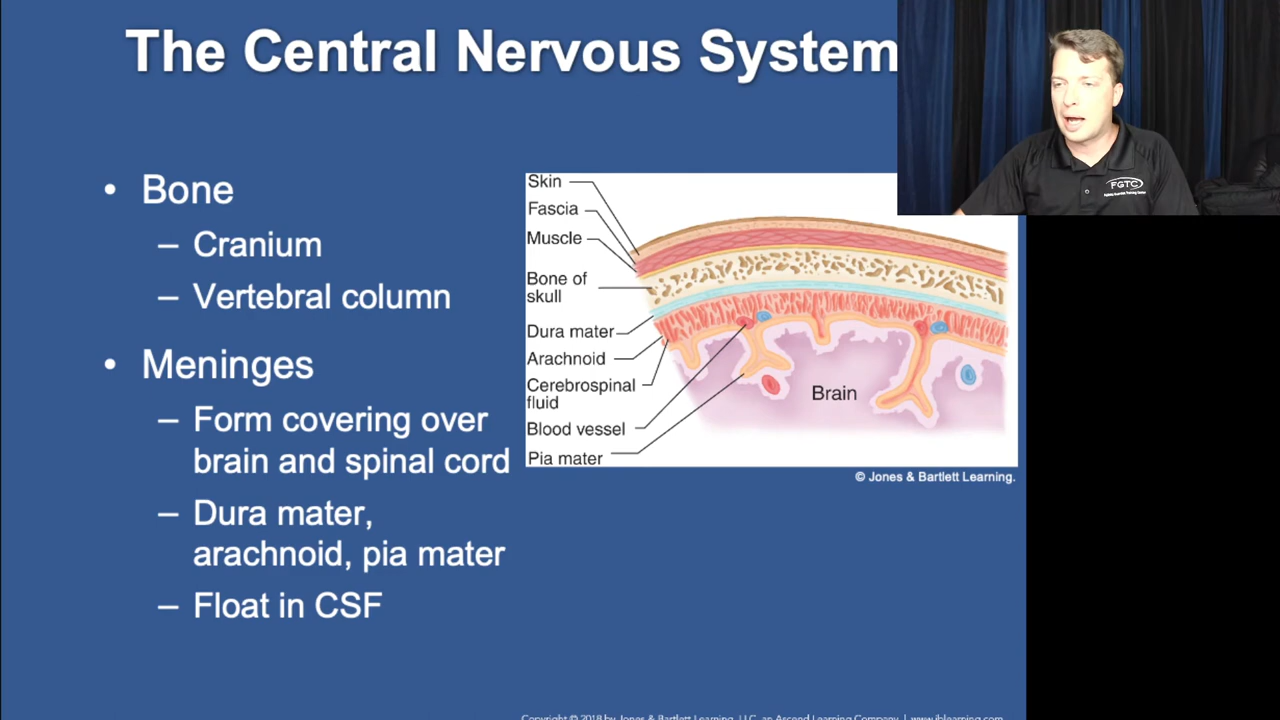 The Central Nervous System
• Bone
– Cranium
– Vertebral column
• Meninges
– Form covering over
brain and spinal cord
– Dura mater,
arachnoid, pia mater
– Float in CSF
Skin
Fascia
Muscle
Bone of
skull
Dura mater
Arachnoid
Cerebrospinal
fluid
Blood vessel
Pia mater
Brain
© Jones & Bartlett Learning.
FGTC
Copyright © 2018 by Jones & Bartlett Learning, LLC, an Ascend Learning Company | www.jblearning.com